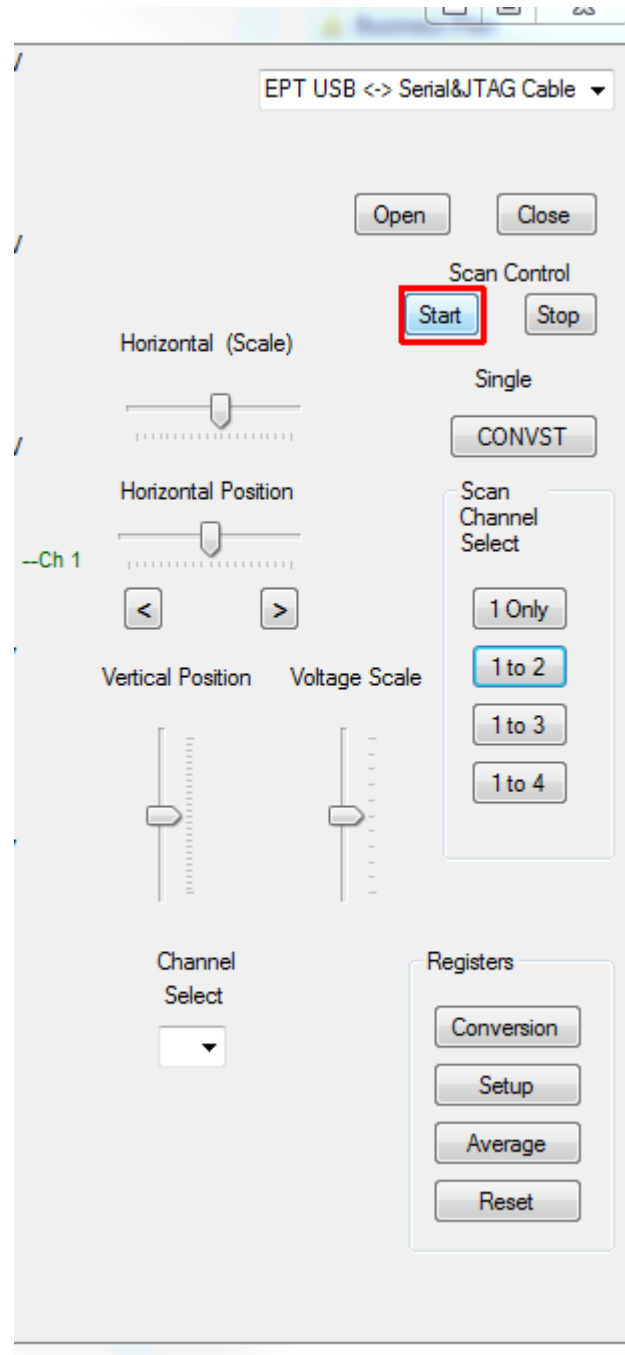 V
EPT USB <-> Serial&JTAG Cable
Open
Close
V
Scan Control
Start
Stop
Horizontal (Scale)
Single
CONVST
V
Horizontal Position
Scan
Channel
Select
--Ch 1
<
>
1 Only
1 to 2
1 to 3
1 to 4
Vertical Position
Voltage Scale
Channel
Select
Registers
Conversion
Setup
Average
Reset